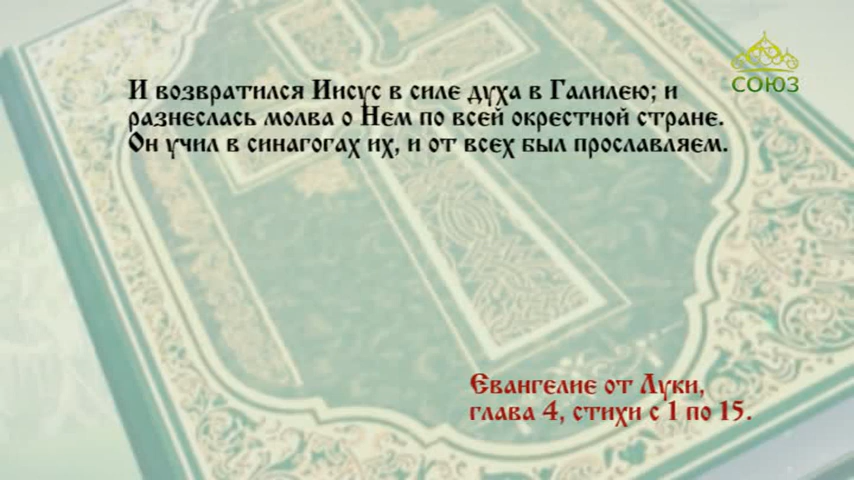 СОЮЗ
И возвратился Иисус в силе духа в Галилею; и
разнеслась молва о Нем по всей окрестной стране.
Он учил в синагогах их, и от всех был прославляем.
Евангелие от Луки,
глава 4, стихи с 1 по 15.